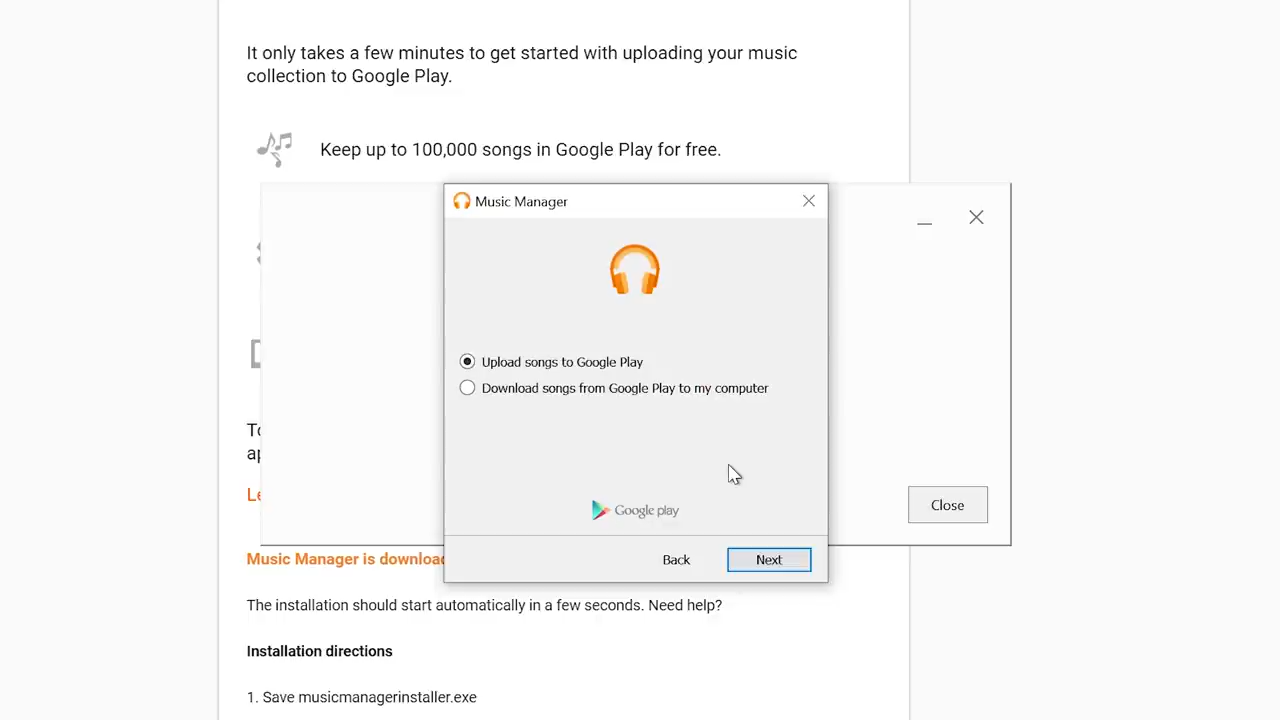 It only takes a few minutes to get started with uploading your music
collection to Google Play.
Keep up to 100,000 songs in Google Play for free.
Music Manager
Upload songs to Google Play
Download songs from Google Play to my computer
Google play
Back
Next
Close
Music Manager is
The installation should start automatically in a few seconds. Need help?
Installation directions
1. Save musicmanagerinstaller.exe